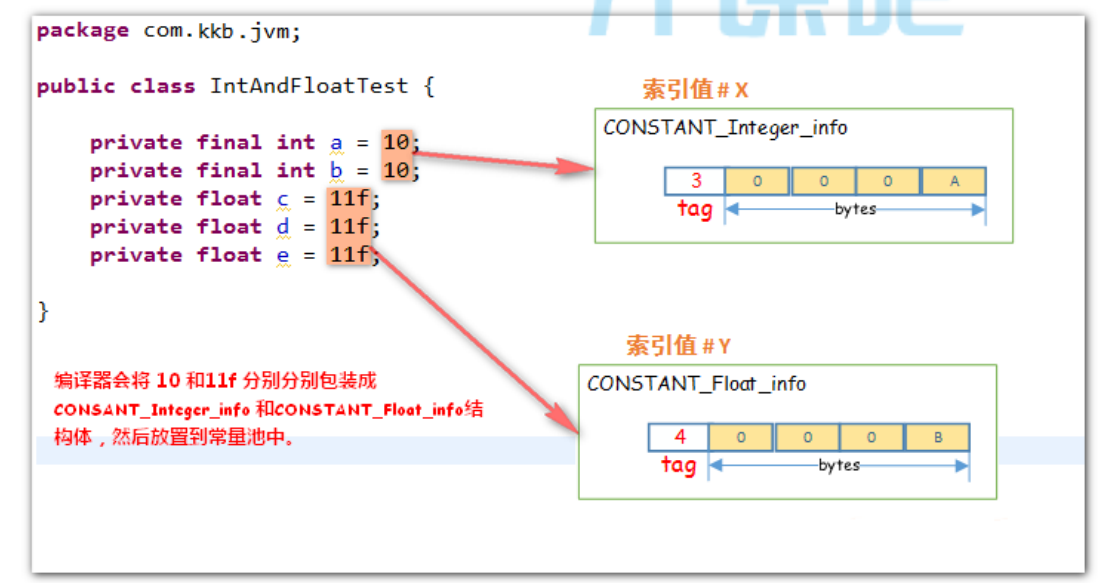 package com.kkb.jvm;
public class IntAndFloatTest {
private final int a = 10;
private final int b = 10;
private float c = 11f;
private float d = 11f;
private float e = 11f;
}
编译器会将 10 和11f 分别分别包装成
CONSANT_Integer_info 和CONSTANT_Float_info结
构体，然后放置到常量池中。
索引值 # X
CONSTANT_Integer_info
3 0 0 0 A
tag bytes
索引值 # Y
CONSTANT_Float_info
4 0 0 0 B
tag bytes